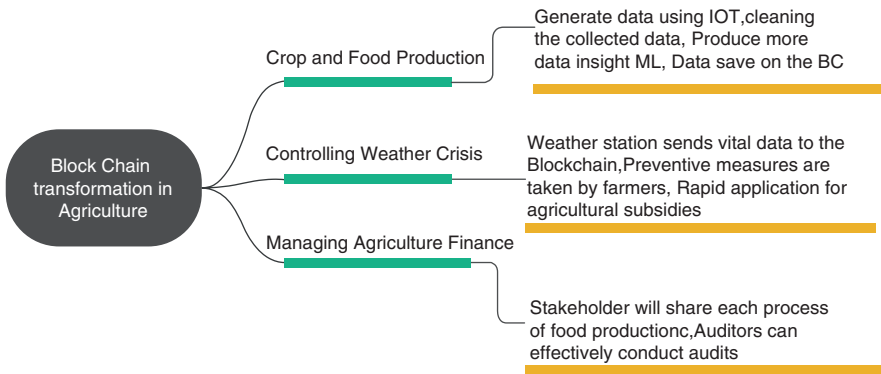 Block Chain
transformation in
Agriculture
Crop and Food Production
Generate data using IOT,cleaning
the collected data, Produce more
data insight ML, Data save on the BC
Controlling Weather Crisis
Weather station sends vital data to the
Blockchain,Preventive measures are
taken by farmers, Rapid application for
agricultural subsidies
Managing Agriculture Finance
Stakeholder will share each process
of food productionc,Auditors can
effectively conduct audits